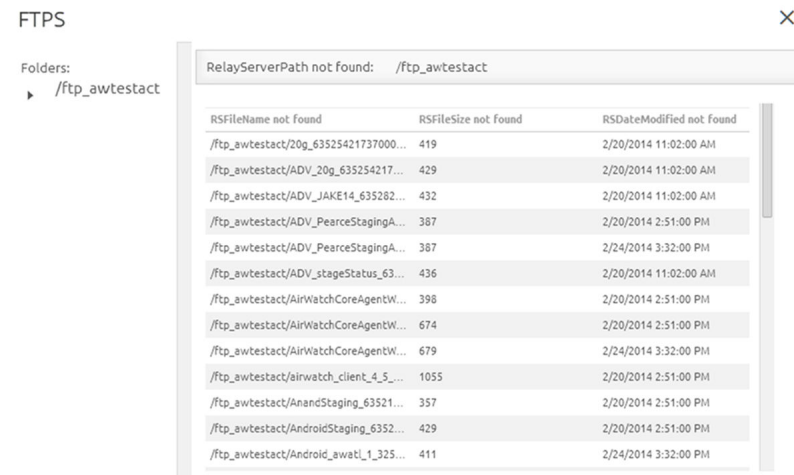 FTPS
Folders:
/ftp_awtestact
RelayServerPath not found: /ftp_awtestact
RSFileName not found RSFileSize not found RSDateModified not found
/ftp_awtestact/20g_63525421737000... 419 2/20/2014 11:02:00 AM
/ftp_awtestact/ADV_20g_635254217... 429 2/20/2014 11:02:00 AM
/ftp_awtestact/ADV_JAKE14_635282... 432 2/20/2014 11:02:00 AM
/ftp_awtestact/ADV_PearceStagingA... 387 2/20/2014 2:51:00 PM
/ftp_awtestact/ADV_PearceStagingA... 387 2/24/2014 3:32:00 PM
/ftp_awtestact/ADV_stageStatus_63... 436 2/20/2014 11:02:00 AM
/ftp_awtestact/AirWatchCoreAgentW... 398 2/20/2014 2:51:00 PM
/ftp_awtestact/AirWatchCoreAgentW... 674 2/20/2014 2:51:00 PM
/ftp_awtestact/AirWatchCoreAgentW... 679 2/24/2014 3:32:00 PM
/ftp_awtestact/airwatch_client_4_5_... 1055 2/20/2014 2:51:00 PM
/ftp_awtestact/AnandStaging_63521... 357 2/20/2014 2:51:00 PM
/ftp_awtestact/AndroidStaging_6352... 429 2/20/2014 2:51:00 PM
/ftp_awtestact/Android_awatl_1_325... 411 2/24/2014 3:32:00 PM